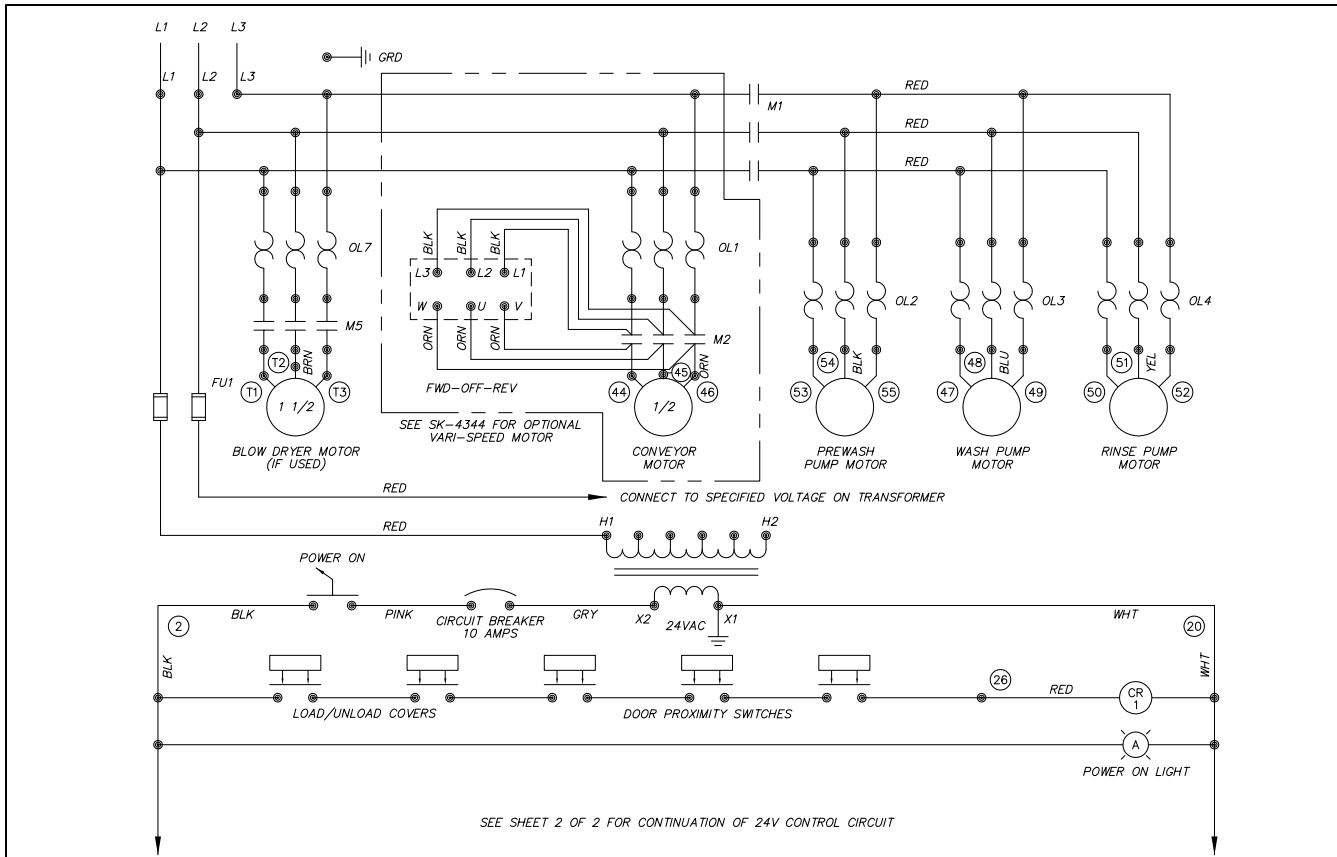 L1 L2 L3
GRD
L1 L2 L3
M1
RED
RED
RED
BLK BLK BLK
OL7
OL1
L3 L2 L1
W U V
OL2
OL3
OL4
ORN ORN ORN
M5
M2
T2 BRN
45 ORN
54 BLK
48 BLU
51 YEL
FU1
T1 T3
FWD-OFF-REV
44 46
53 55
47 49
50 52
1 1/2
1/2
SEE SK-4344 FOR OPTIONAL
VARI-SPEED MOTOR
BLOW DRYER MOTOR
(IF USED)
CONVEYOR
MOTOR
PREWASH
PUMP MOTOR
WASH PUMP
MOTOR
RINSE PUMP
MOTOR
RED
CONNECT TO SPECIFIED VOLTAGE ON TRANSFORMER
RED
H1 H2
POWER ON
BLK
PINK
CIRCUIT BREAKER
10 AMPS
GRY
X2 24VAC X1
WHT
2
20
BLK
WHT
LOAD/UNLOAD COVERS
DOOR PROXIMITY SWITCHES
26
RED
CR
1
A
POWER ON LIGHT
SEE SHEET 2 OF 2 FOR CONTINUATION OF 24V CONTROL CIRCUIT